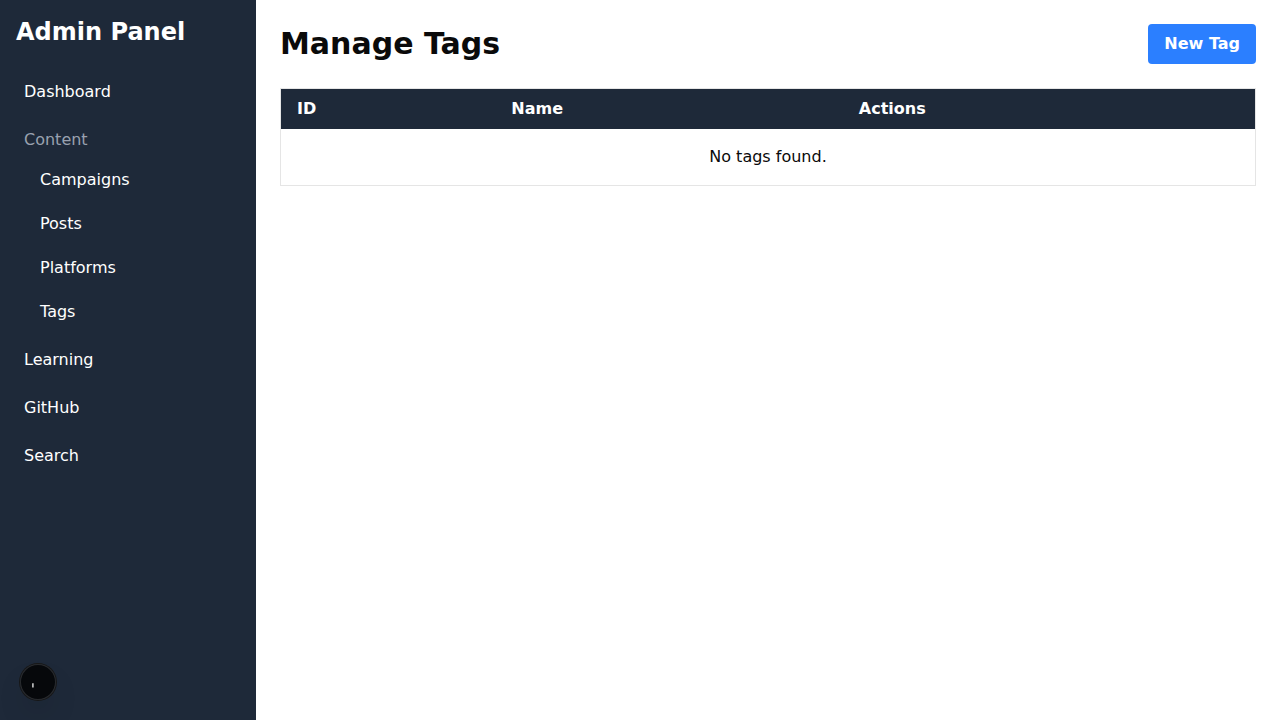 Admin Panel
Dashboard
Content
Campaigns
Posts
Platforms
Tags
Learning
GitHub
Search
Manage Tags
New Tag
ID Name Actions
No tags found.